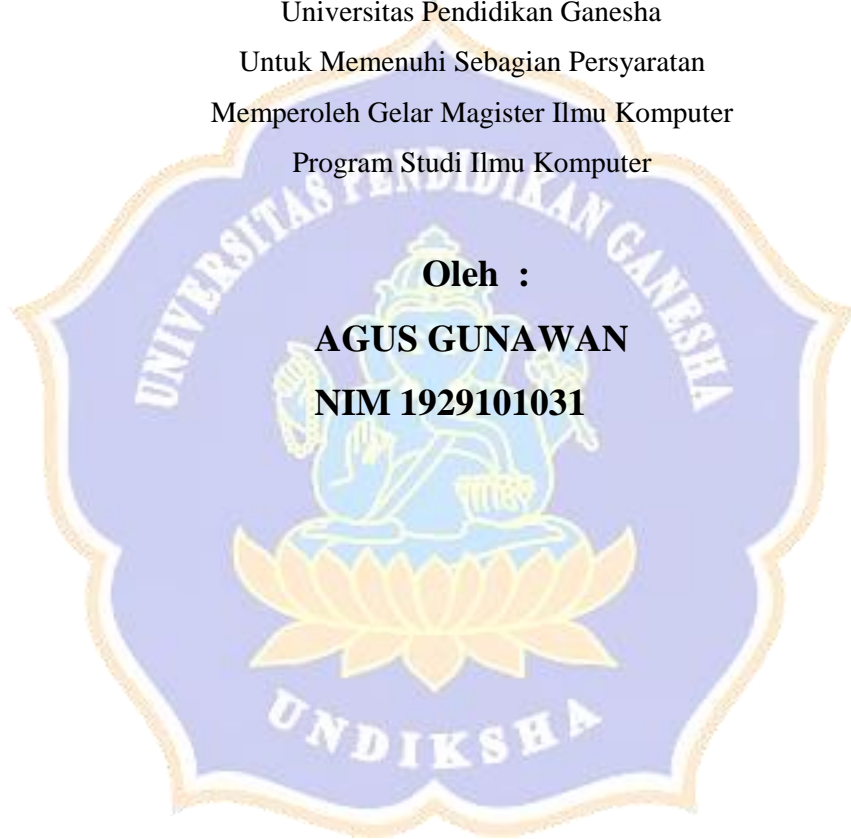 Universitas Pendidikan Ganesha
Untuk Memenuhi Sebagian Persyaratan
Memperoleh Gelar Magister Ilmu Komputer
Program Studi Ilmu Komputer
UNIVERSITAS PENDIDIKAN GANESHA
Oleh :
AGUS GUNAWAN
NIM 1929101031
UNDIKSHA